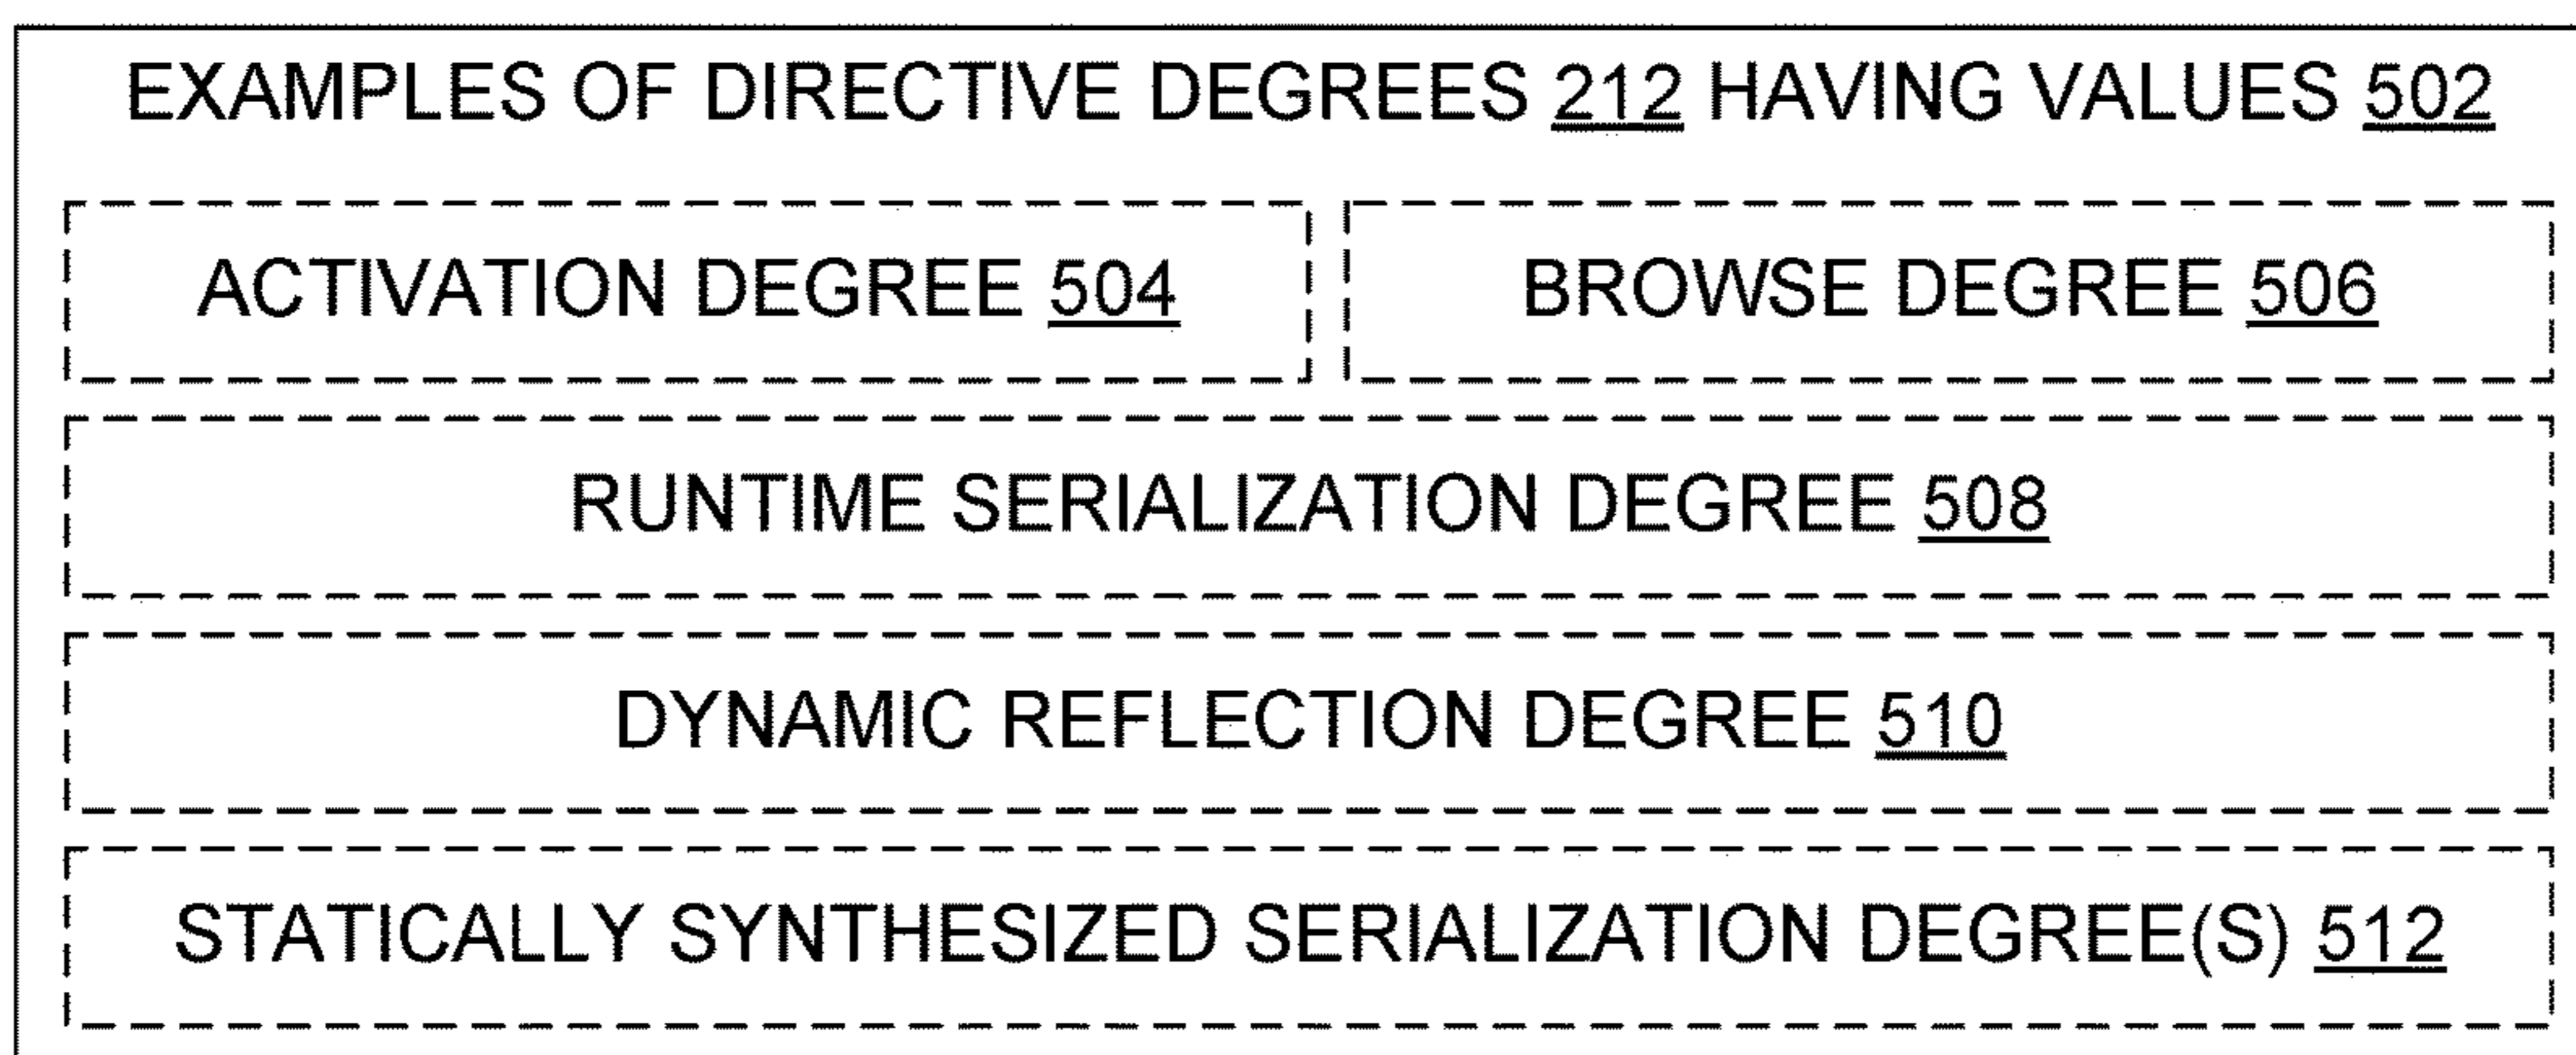 EXAMPLES OF DIRECTIVE DEGREES 212 HAVING VALUES 502
ACTIVATION DEGREE 504
BROWSE DEGREE 506
RUNTIME SERIALIZATION DEGREE 508
DYNAMIC REFLECTION DEGREE 510
STATICALLY SYNTHESIZED SERIALIZATION DEGREE(S) 512